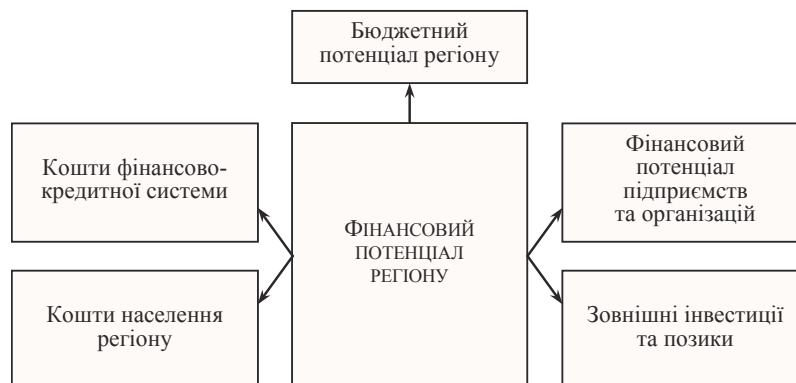 Бюджетний
потенціал регіону
Кошти фінансово-
кредитної системи
Фінансовий
потенціал
підприємств
та організацій
ФІНАНСОВИЙ
ПОТЕНЦІАЛ
РЕГІОНУ
Кошти населення
регіону
Зовнішні інвестиції
та позики